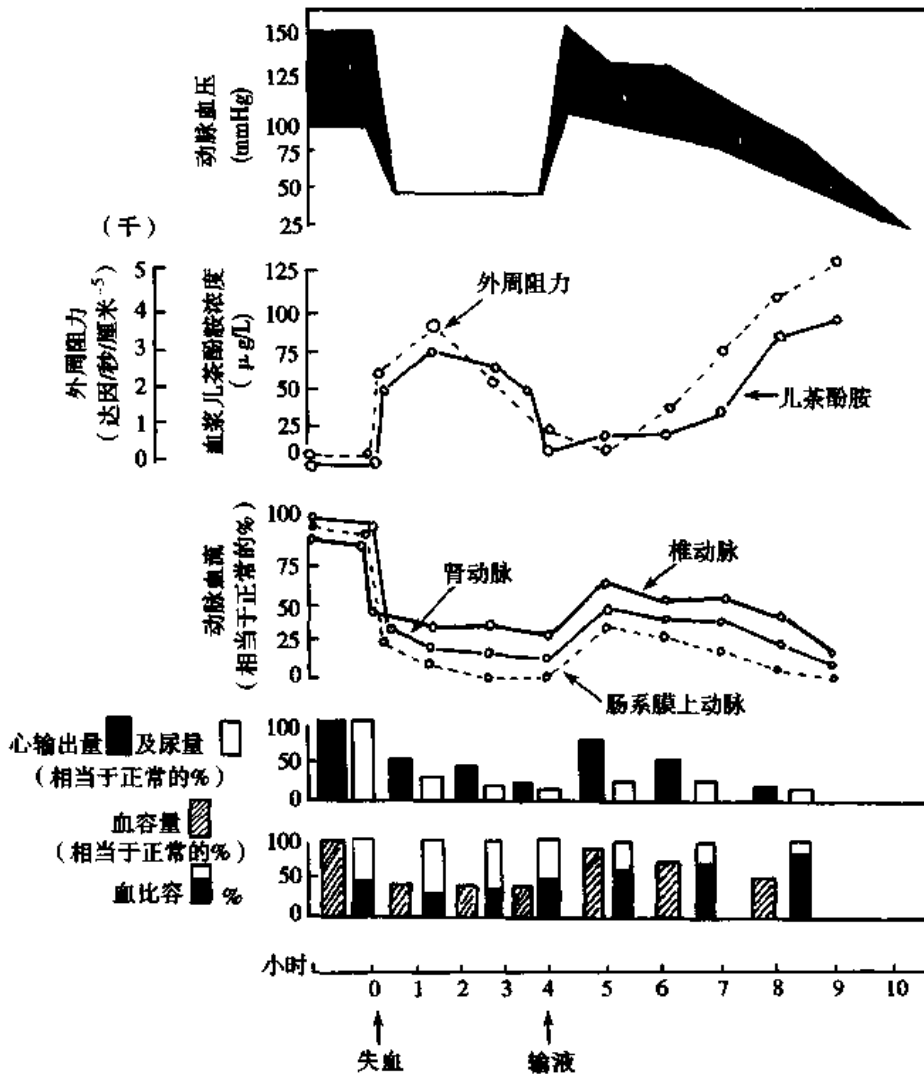 150
125
100
75
50
25
动脉血压
(mmHg)
(千)
5
4
3
2
1
0
外周阻力
(达因/秒/厘米-5)
125
100
75
50
25
0
血浆儿茶酚胺浓度
(μg/L)
外周阻力
儿茶酚胺
100
75
50
25
0
动脉血流
(相当于正常的%)
肾动脉
椎动脉
肠系膜上动脉
心输出量 及尿量
(相当于正常的%)
100
50
0
血容量
(相当于正常的%)
血比容 %
100
50
0
小时
0 1 2 3 4 5 6 7 8 9 10
失血
输液